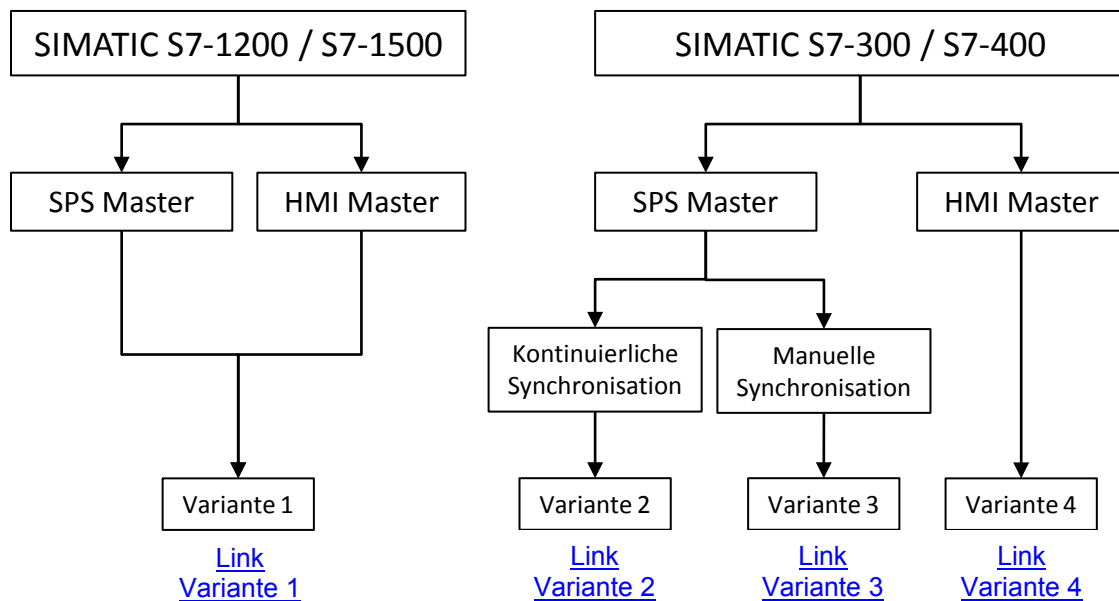 SIMATIC S7-1200 / S7-1500
SIMATIC S7-300 / S7-400
SPS Master
HMI Master
SPS Master
HMI Master
Kontinuierliche
Synchronisation
Manuelle
Synchronisation
Variante 1
Variante 2
Variante 3
Variante 4
Link
Variante 1
Link
Variante 2
Link
Variante 3
Link
Variante 4